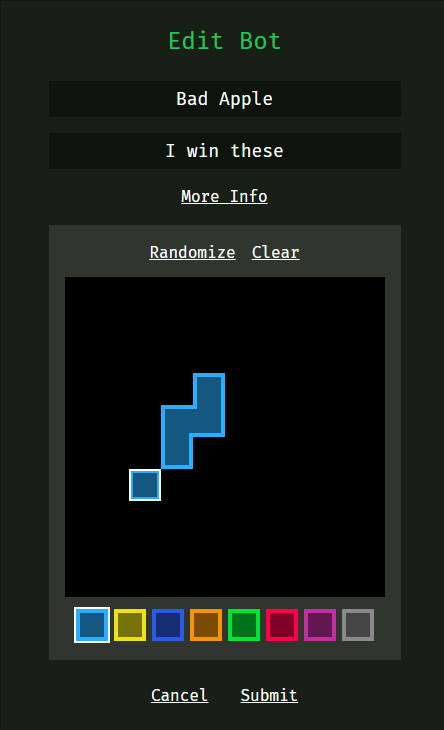 Edit Bot
Bad Apple
I win these
More Info
Randomize Clear
Cancel Submit